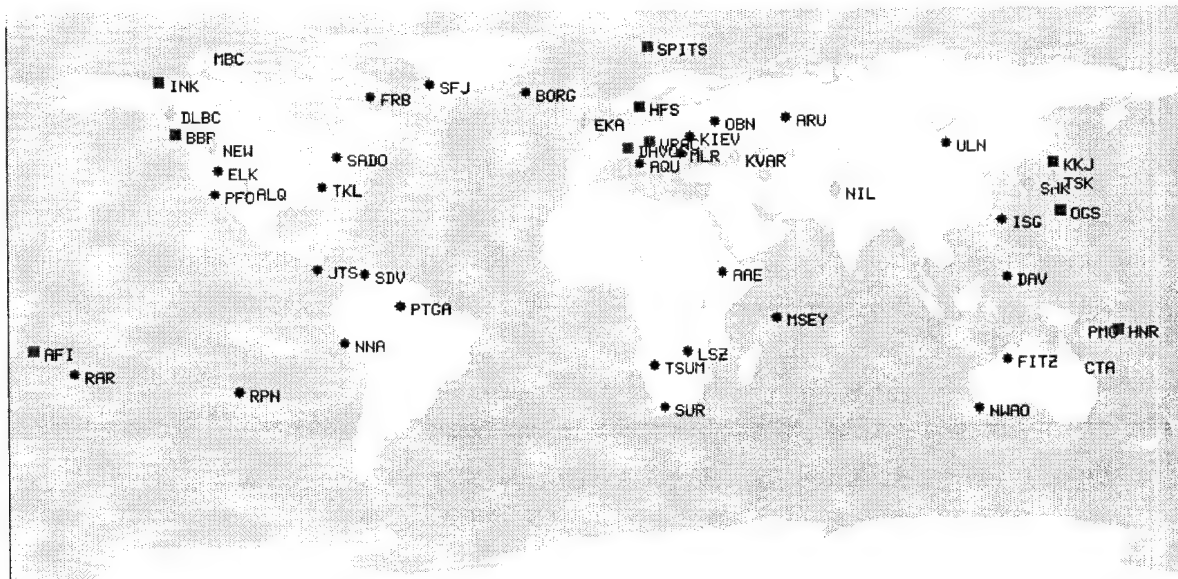 SPITS
MBC
INK
SFJ
BORG
FRB
HFS
DLBC
EKA
OBN
ARU
BBB
KIEV
ULN
NEW
MLR
SADO
KVAR
AQU
KKJ
ELK
TSK
TKL
NIL
PFO
ALQ
OGS
ISG
JTS
SDV
AAE
DAV
PTGA
MSEY
PMG
HNR
NNA
LSZ
AFI
FITZ
TSUM
CTA
RAR
RPN
SUR
NWAO